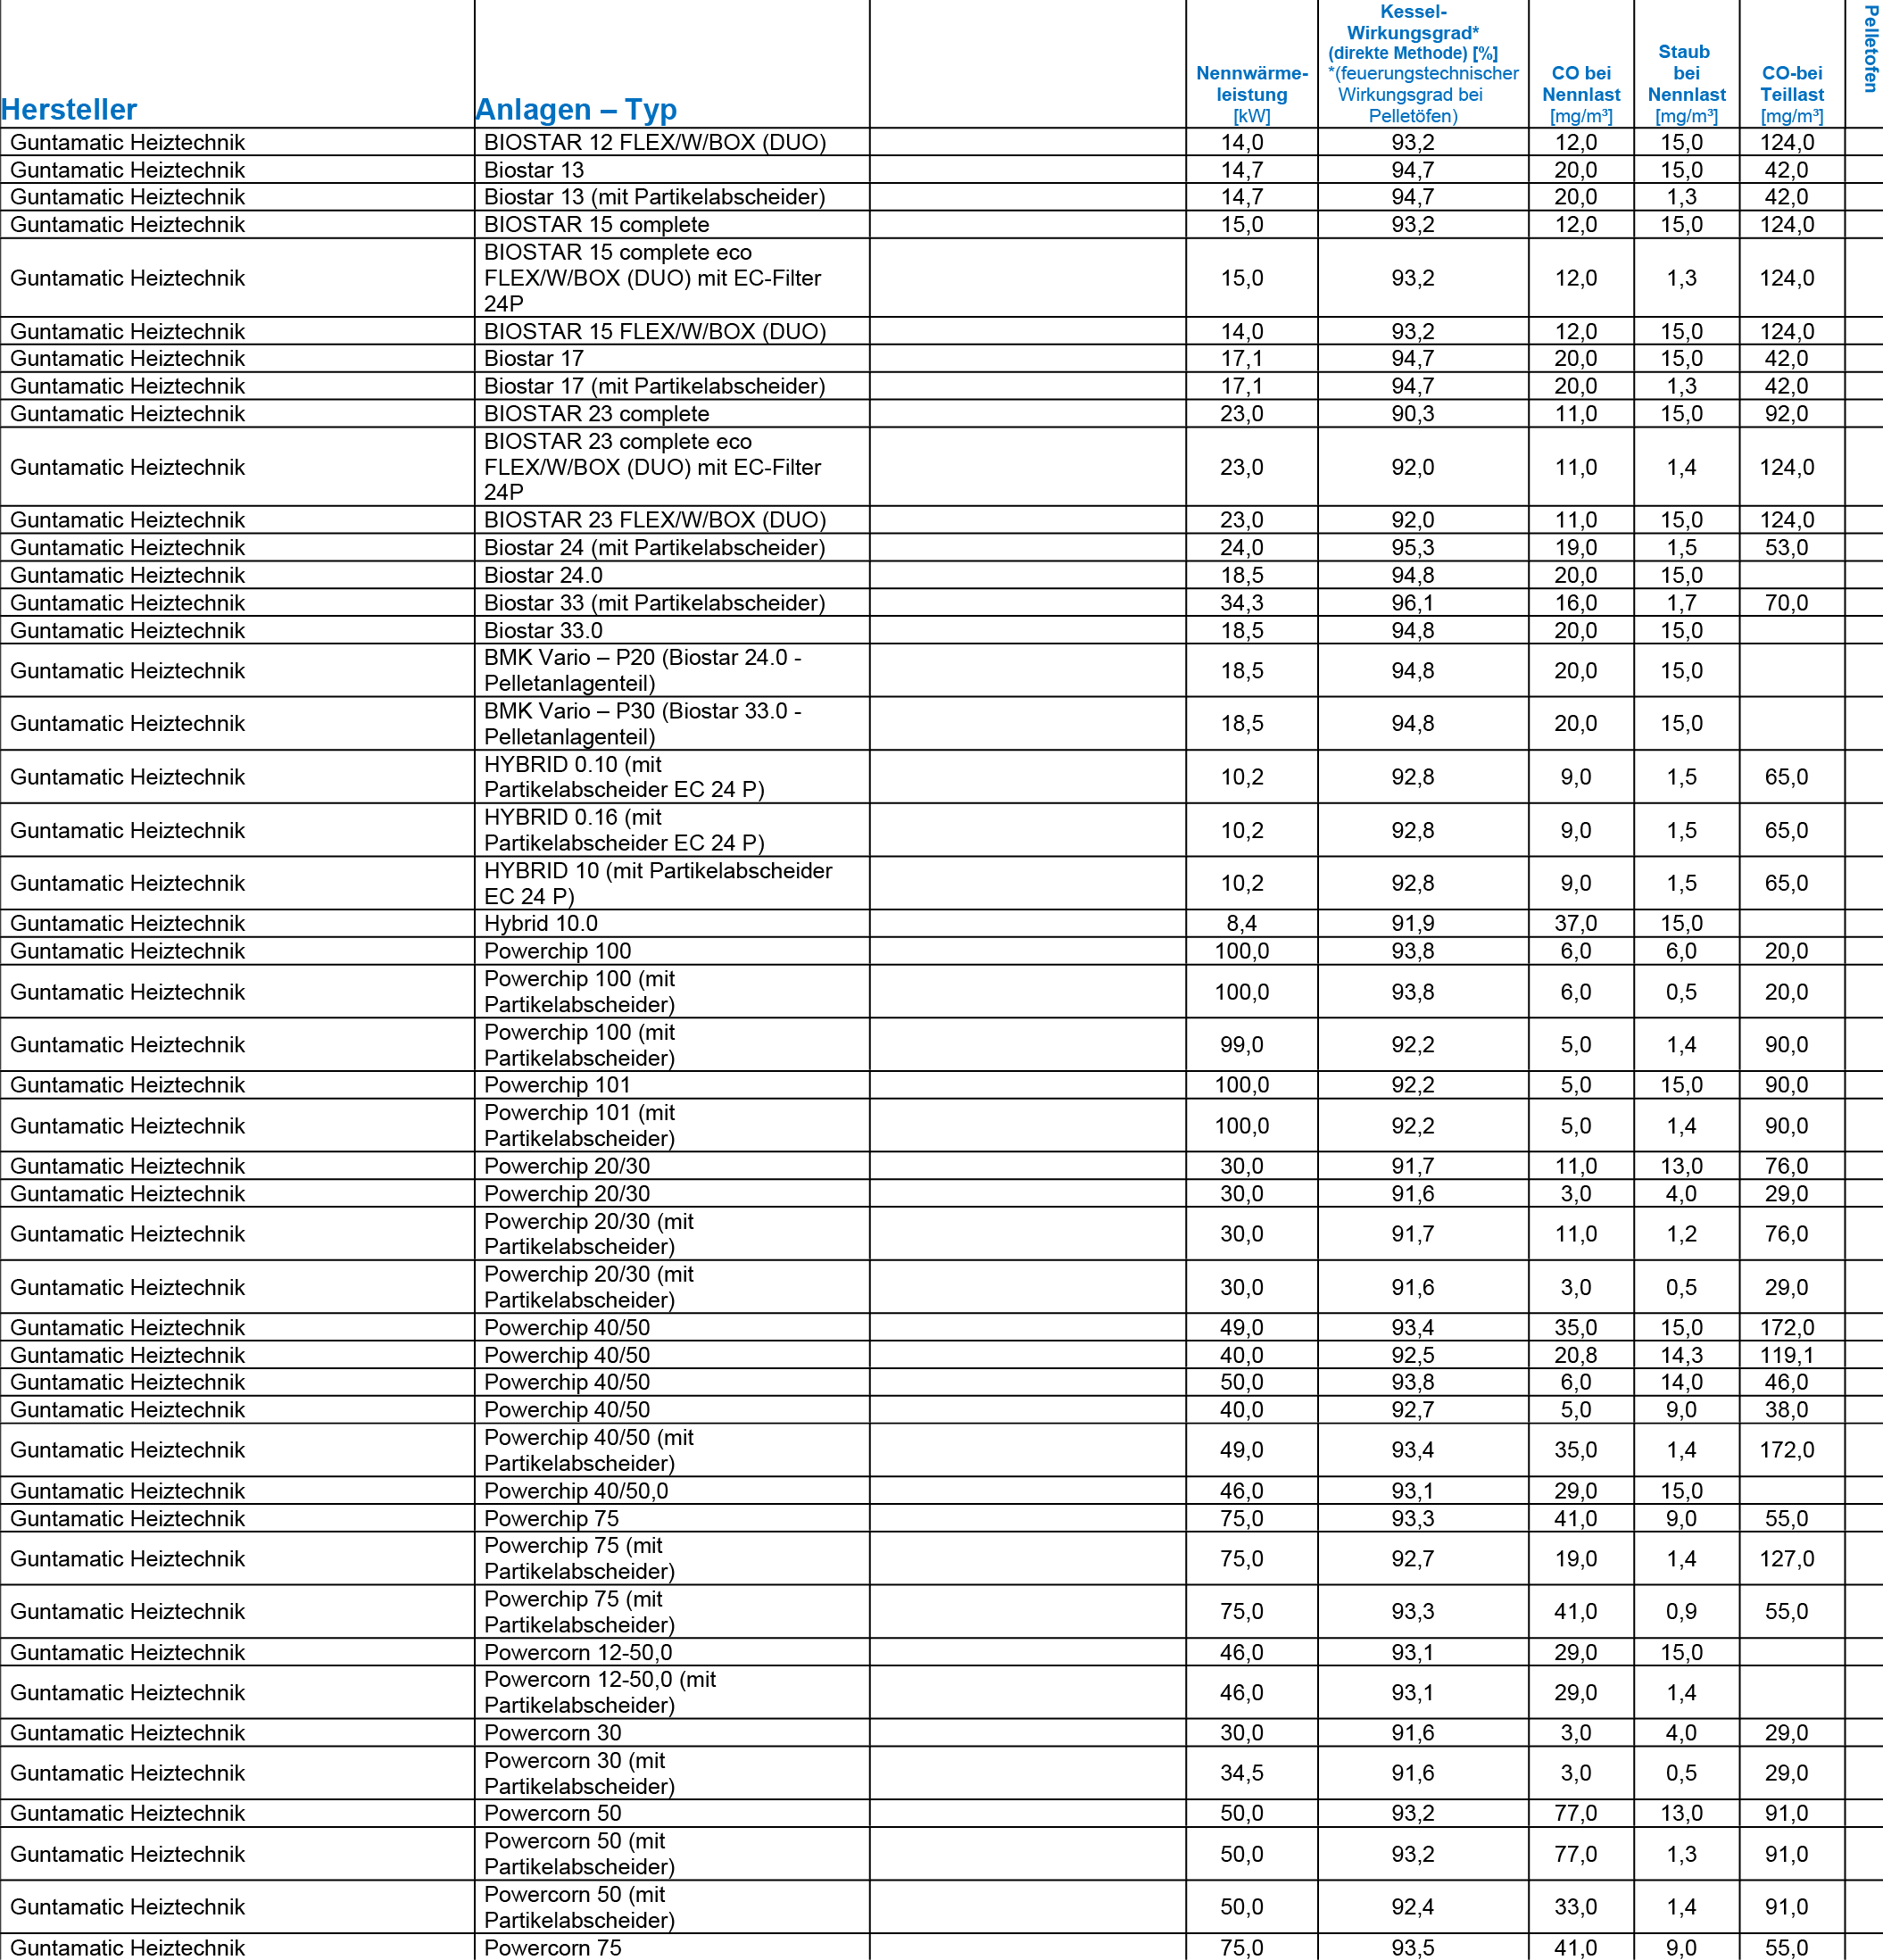 Hersteller Anlagen – Typ Nennwärme-leistung [kW] Kessel-Wirkungsgrad* (direkte Methode) [%] *(feuerungstechnischer Wirkungsgrad bei Pelletöfen) CO bei Nennlast [mg/m³] Staub bei Nennlast [mg/m³] CO-bei Teillast [mg/m³] Pelletofen
Guntamatic Heiztechnik BIOSTAR 12 FLEX/W/BOX (DUO) 14,0 93,2 12,0 15,0 124,0
Guntamatic Heiztechnik Biostar 13 14,7 94,7 20,0 15,0 42,0
Guntamatic Heiztechnik Biostar 13 (mit Partikelabscheider) 14,7 94,7 20,0 1,3 42,0
Guntamatic Heiztechnik BIOSTAR 15 complete 15,0 93,2 12,0 15,0 124,0
Guntamatic Heiztechnik BIOSTAR 15 complete eco FLEX/W/BOX (DUO) mit EC-Filter 24P 15,0 93,2 12,0 1,3 124,0
Guntamatic Heiztechnik BIOSTAR 15 FLEX/W/BOX (DUO) 14,0 93,2 12,0 15,0 124,0
Guntamatic Heiztechnik Biostar 17 17,1 94,7 20,0 15,0 42,0
Guntamatic Heiztechnik Biostar 17 (mit Partikelabscheider) 17,1 94,7 20,0 1,3 42,0
Guntamatic Heiztechnik BIOSTAR 23 complete 23,0 90,3 11,0 15,0 92,0
Guntamatic Heiztechnik BIOSTAR 23 complete eco FLEX/W/BOX (DUO) mit EC-Filter 24P 23,0 92,0 11,0 1,4 124,0
Guntamatic Heiztechnik BIOSTAR 23 FLEX/W/BOX (DUO) 23,0 92,0 11,0 15,0 124,0
Guntamatic Heiztechnik Biostar 24 (mit Partikelabscheider) 24,0 95,3 19,0 1,5 53,0
Guntamatic Heiztechnik Biostar 24.0 18,5 94,8 20,0 15,0
Guntamatic Heiztechnik Biostar 33 (mit Partikelabscheider) 34,3 96,1 16,0 1,7 70,0
Guntamatic Heiztechnik Biostar 33.0 18,5 94,8 20,0 15,0
Guntamatic Heiztechnik BMK Vario – P20 (Biostar 24.0 - Pelletanlagenteil) 18,5 94,8 20,0 15,0
Guntamatic Heiztechnik BMK Vario – P30 (Biostar 33.0 - Pelletanlagenteil) 18,5 94,8 20,0 15,0
Guntamatic Heiztechnik HYBRID 0.10 (mit Partikelabscheider EC 24 P) 10,2 92,8 9,0 1,5 65,0
Guntamatic Heiztechnik HYBRID 0.16 (mit Partikelabscheider EC 24 P) 10,2 92,8 9,0 1,5 65,0
Guntamatic Heiztechnik HYBRID 10 (mit Partikelabscheider EC 24 P) 10,2 92,8 9,0 1,5 65,0
Guntamatic Heiztechnik Hybrid 10.0 8,4 91,9 37,0 15,0
Guntamatic Heiztechnik Powerchip 100 100,0 93,8 6,0 6,0 20,0
Guntamatic Heiztechnik Powerchip 100 (mit Partikelabscheider) 100,0 93,8 6,0 0,5 20,0
Guntamatic Heiztechnik Powerchip 100 (mit Partikelabscheider) 99,0 92,2 5,0 1,4 90,0
Guntamatic Heiztechnik Powerchip 101 100,0 92,2 5,0 15,0 90,0
Guntamatic Heiztechnik Powerchip 101 (mit Partikelabscheider) 100,0 92,2 5,0 1,4 90,0
Guntamatic Heiztechnik Powerchip 20/30 30,0 91,7 11,0 13,0 76,0
Guntamatic Heiztechnik Powerchip 20/30 30,0 91,6 3,0 4,0 29,0
Guntamatic Heiztechnik Powerchip 20/30 (mit Partikelabscheider) 30,0 91,7 11,0 1,2 76,0
Guntamatic Heiztechnik Powerchip 20/30 (mit Partikelabscheider) 30,0 91,6 3,0 0,5 29,0
Guntamatic Heiztechnik Powerchip 40/50 49,0 93,4 35,0 15,0 172,0
Guntamatic Heiztechnik Powerchip 40/50 40,0 92,5 20,8 14,3 119,1
Guntamatic Heiztechnik Powerchip 40/50 50,0 93,8 6,0 14,0 46,0
Guntamatic Heiztechnik Powerchip 40/50 40,0 92,7 5,0 9,0 38,0
Guntamatic Heiztechnik Powerchip 40/50 (mit Partikelabscheider) 49,0 93,4 35,0 1,4 172,0
Guntamatic Heiztechnik Powerchip 40/50,0 46,0 93,1 29,0 15,0
Guntamatic Heiztechnik Powerchip 75 75,0 93,3 41,0 9,0 55,0
Guntamatic Heiztechnik Powerchip 75 (mit Partikelabscheider) 75,0 92,7 19,0 1,4 127,0
Guntamatic Heiztechnik Powerchip 75 (mit Partikelabscheider) 75,0 93,3 41,0 0,9 55,0
Guntamatic Heiztechnik Powercorn 12-50,0 46,0 93,1 29,0 15,0
Guntamatic Heiztechnik Powercorn 12-50,0 (mit Partikelabscheider) 46,0 93,1 29,0 1,4
Guntamatic Heiztechnik Powercorn 30 30,0 91,6 3,0 4,0 29,0
Guntamatic Heiztechnik Powercorn 30 (mit Partikelabscheider) 34,5 91,6 3,0 0,5 29,0
Guntamatic Heiztechnik Powercorn 50 50,0 93,2 77,0 13,0 91,0
Guntamatic Heiztechnik Powercorn 50 (mit Partikelabscheider) 50,0 93,2 77,0 1,3 91,0
Guntamatic Heiztechnik Powercorn 50 (mit Partikelabscheider) 50,0 92,4 33,0 1,4 91,0
Guntamatic Heiztechnik Powercorn 75 75,0 93,5 41,0 9,0 55,0